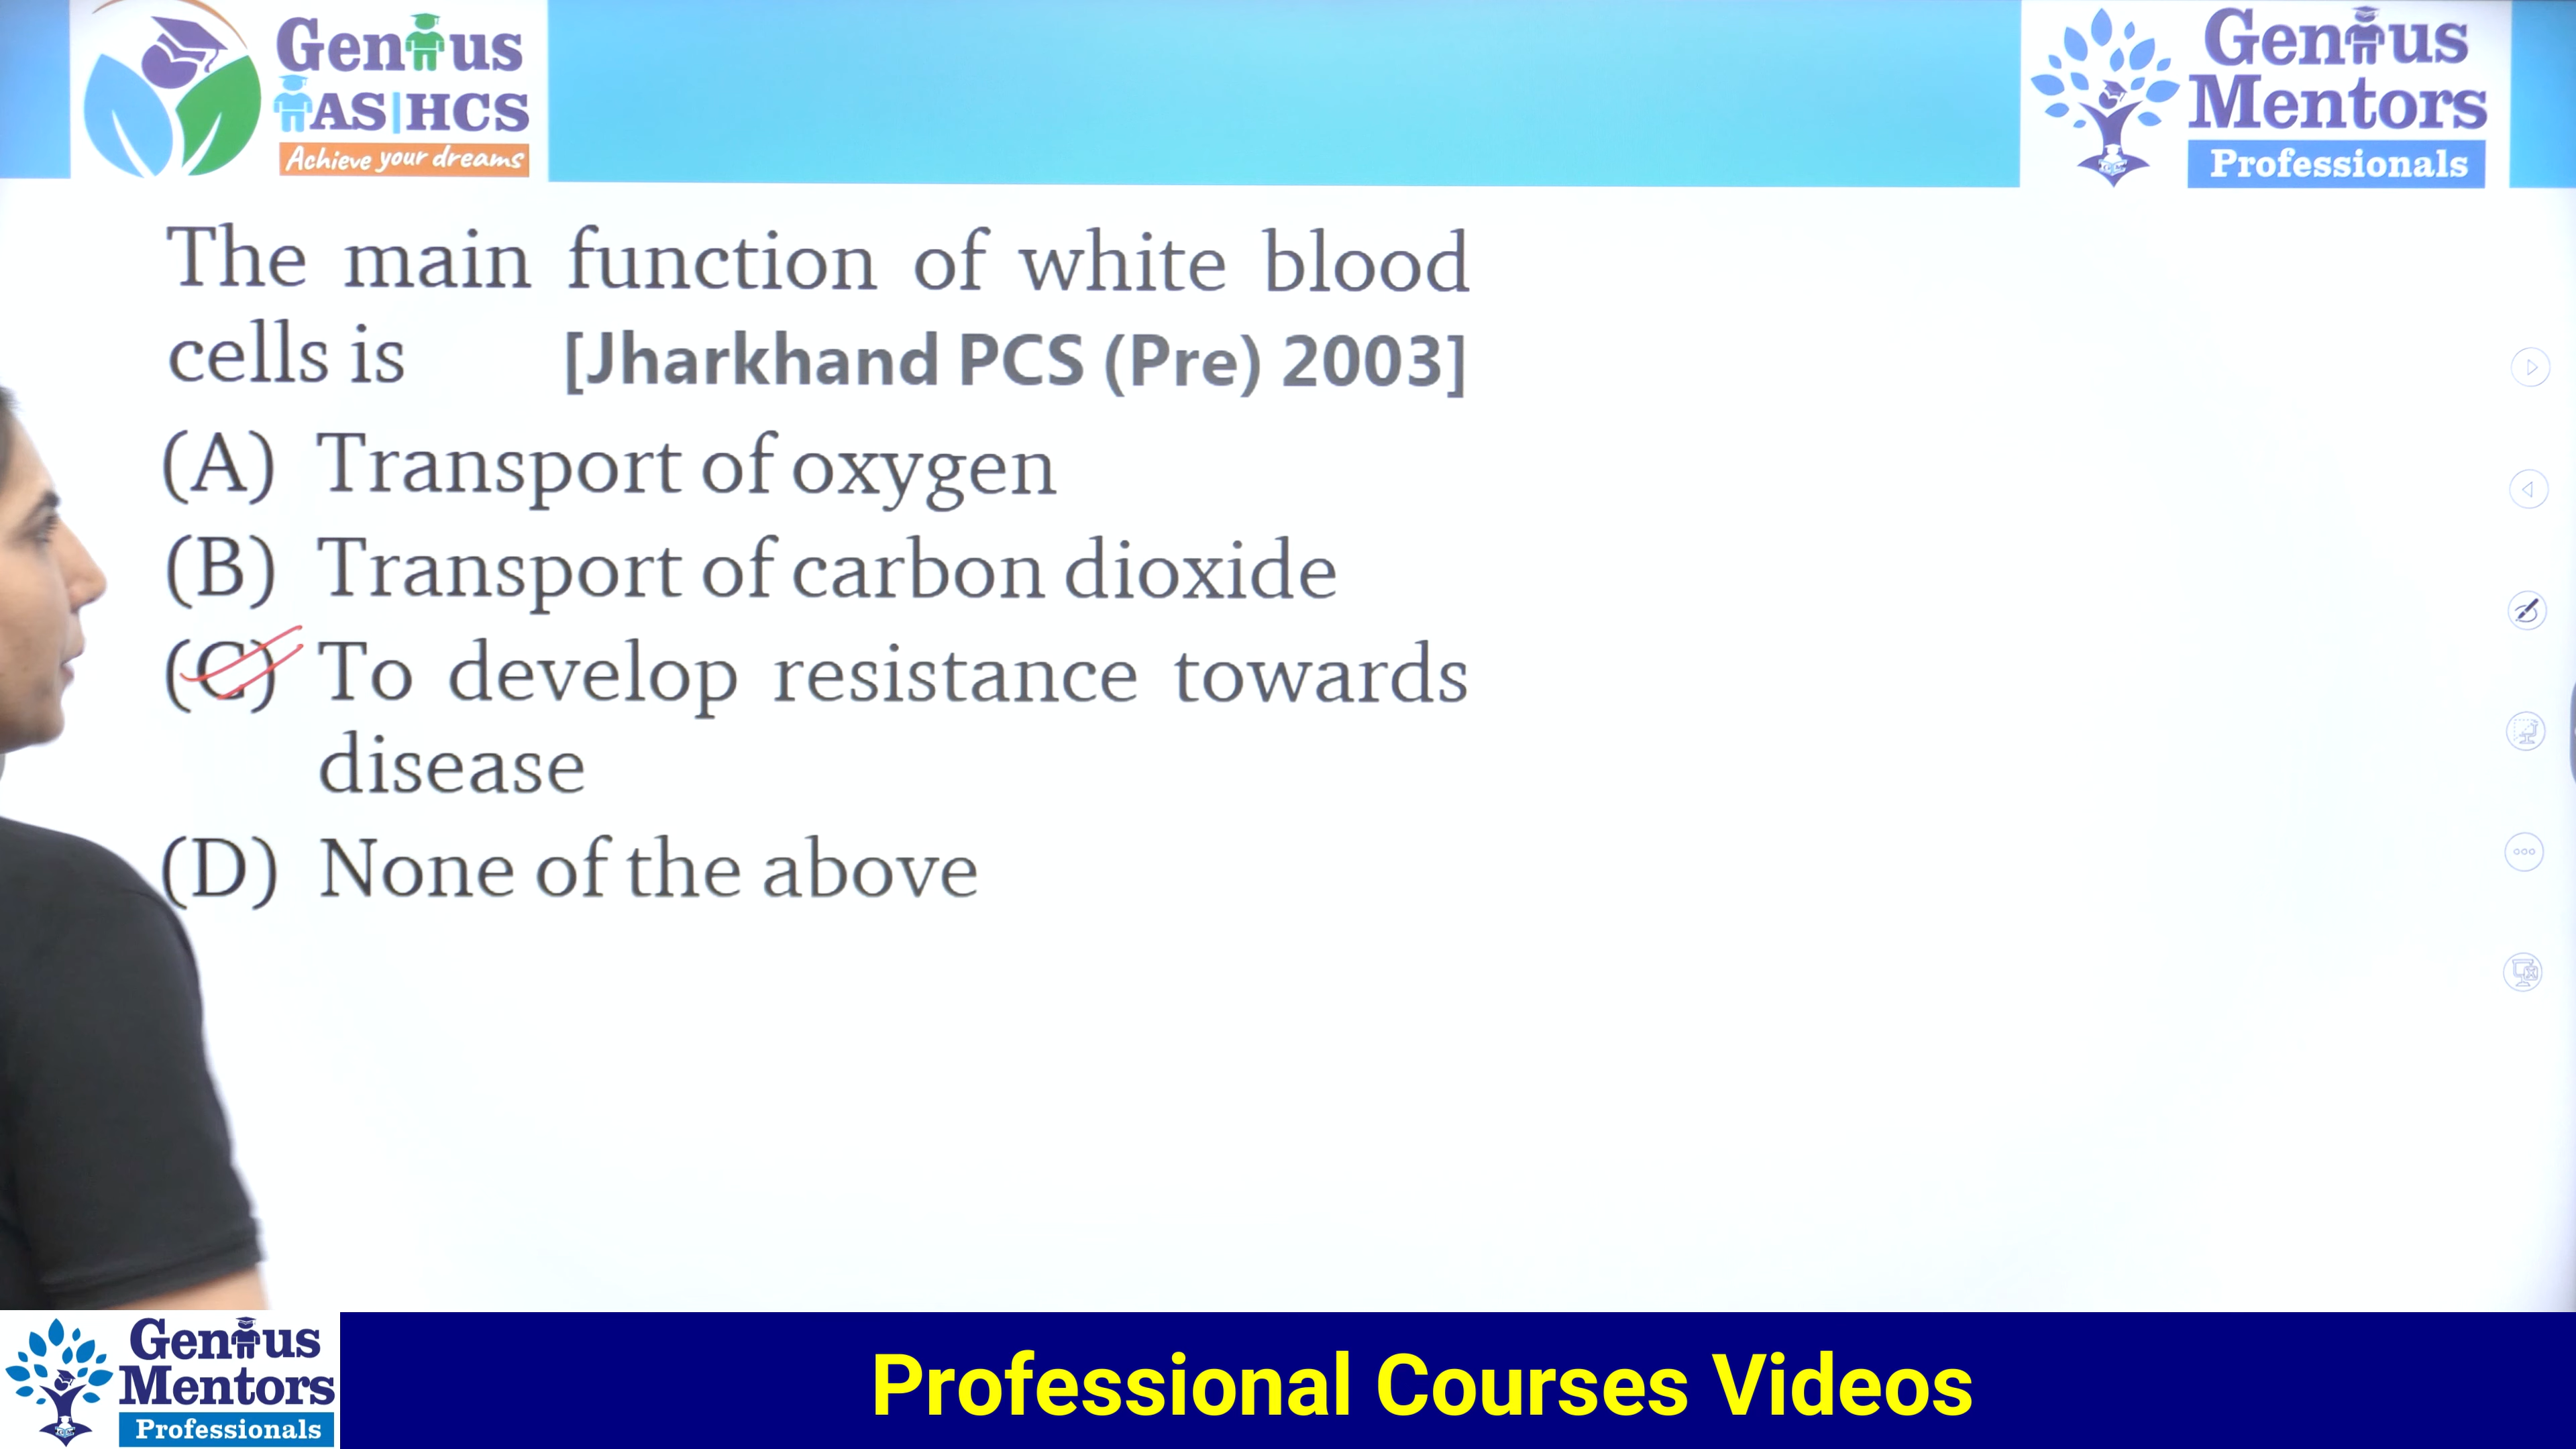 Genius
IAS|HCS
Achieve your dreams
Genius
Mentors
Professionals
The main function of white blood
cells is [Jharkhand PCS (Pre) 2003]
(A) Transport of oxygen
(B) Transport of carbon dioxide
(C) To develop resistance towards
disease
(D) None of the above
Genius
Mentors
Professionals
Professional Courses Videos